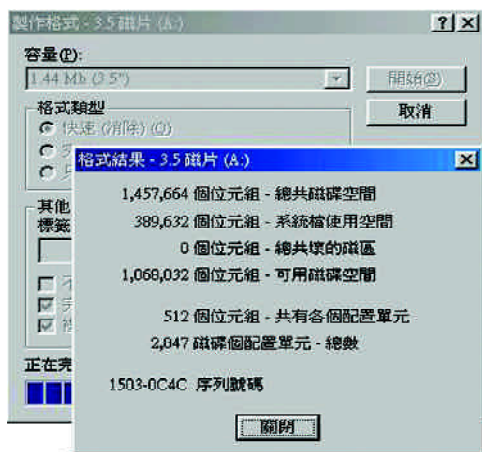 製作格式 - 3.5 磁片 (A:)
容量(P):
1.44 Mb (3.5")
開始(S)
格式類型
取消
快速 (消除) (Q)
格式結果 - 3.5 磁片 (A:)
1,457,664 個位元組 - 總共磁碟空間
389,632 個位元組 - 系統檔使用空間
0 個位元組 - 總共壞的磁區
1,068,032 個位元組 - 可用磁碟空間
512 個位元組 - 共有各個配置單元
2,047 磁碟個配置單元 - 總數
1503-0C4C 序列號碼
關閉
其他
標籤
正在完